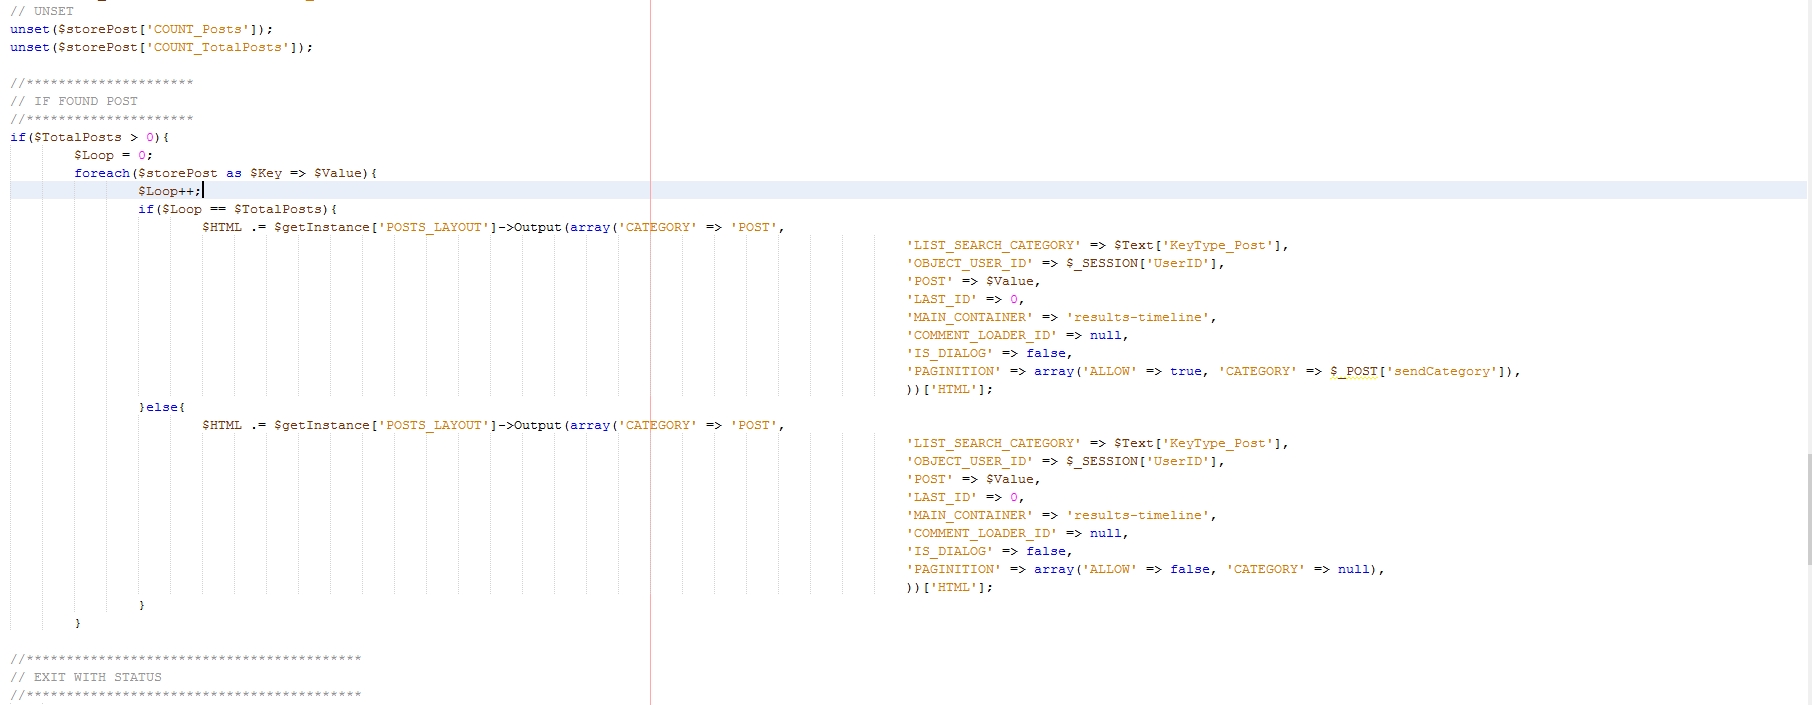 // UNSET
unset($storePost['COUNT_Posts']);
unset($storePost['COUNT_TotalPosts']);
//*********************
// IF FOUND POST
//*********************
if($TotalPosts > 0){
$Loop = 0;
foreach($storePost as $Key => $Value){
$Loop++;
if($Loop == $TotalPosts){
$HTML .= $getInstance['POSTS_LAYOUT']->Output(array('CATEGORY' => 'POST',
'LIST_SEARCH_CATEGORY' => $Text['KeyType_Post'],
'OBJECT_USER_ID' => $_SESSION['UserID'],
'POST' => $Value,
'LAST_ID' => 0,
'MAIN_CONTAINER' => 'results-timeline',
'COMMENT_LOADER_ID' => null,
'IS_DIALOG' => false,
'PAGINITION' => array('ALLOW' => true, 'CATEGORY' => $_POST['sendCategory']),
))['HTML'];
}else{
$HTML .= $getInstance['POSTS_LAYOUT']->Output(array('CATEGORY' => 'POST',
'LIST_SEARCH_CATEGORY' => $Text['KeyType_Post'],
'OBJECT_USER_ID' => $_SESSION['UserID'],
'POST' => $Value,
'LAST_ID' => 0,
'MAIN_CONTAINER' => 'results-timeline',
'COMMENT_LOADER_ID' => null,
'IS_DIALOG' => false,
'PAGINITION' => array('ALLOW' => false, 'CATEGORY' => null),
))['HTML'];
}
}
//******************************************
// EXIT WITH STATUS
//******************************************